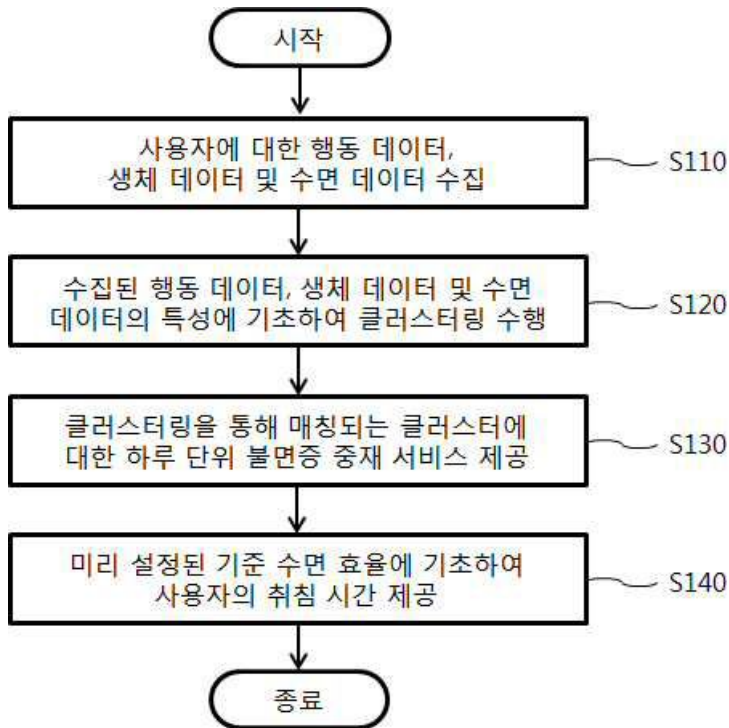 시작
사용자에 대한 행동 데이터,
생체 데이터 및 수면 데이터 수집
S110
수집된 행동 데이터, 생체 데이터 및 수면
데이터의 특성에 기초하여 클러스터링 수행
S120
클러스터링을 통해 매칭되는 클러스터에
대한 하루 단위 불면증 중재 서비스 제공
S130
미리 설정된 기준 수면 효율에 기초하여
사용자의 취침 시간 제공
S140
종료